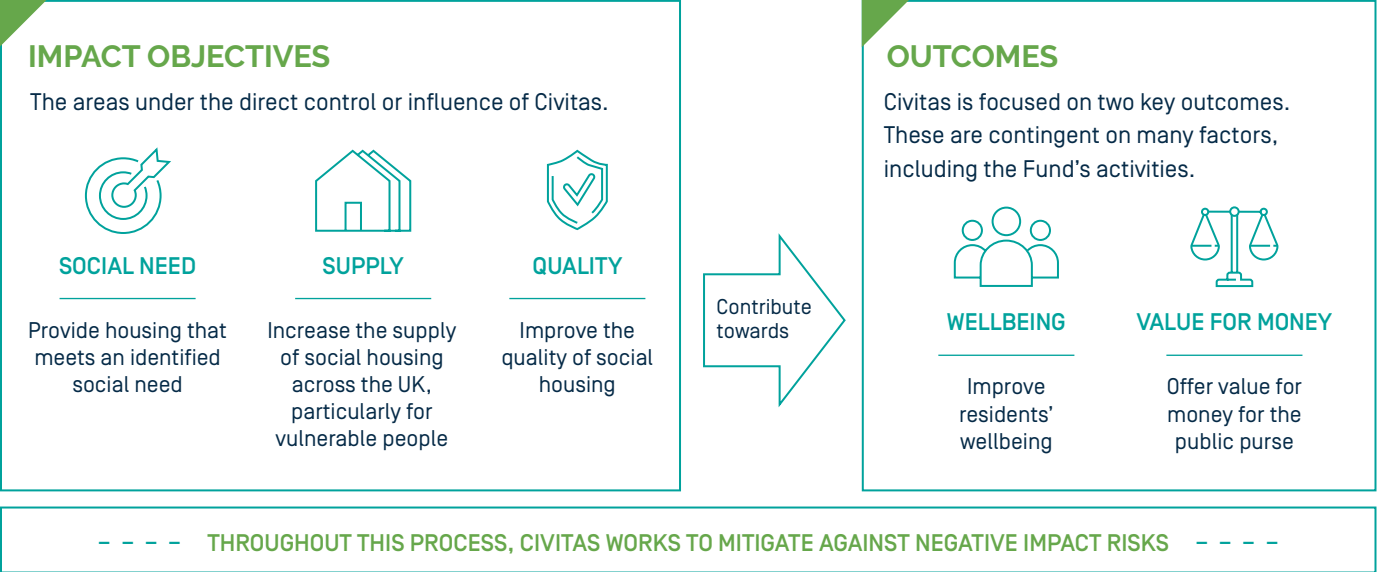 IMPACT OBJECTIVES
The areas under the direct control or influence of Civitas.
SOCIAL NEED
Provide housing that
meets an identified
social need
SUPPLY
Increase the supply
of social housing
across the UK,
particularly for
vulnerable people
QUALITY
Improve the
quality of social
housing
Contribute
towards
OUTCOMES
Civitas is focused on two key outcomes.
These are contingent on many factors,
including the Fund's activities.
WELLBEING
Improve
residents'
wellbeing
VALUE FOR MONEY
Offer value for
money for the
public purse
THROUGHOUT THIS PROCESS, CIVITAS WORKS TO MITIGATE AGAINST NEGATIVE IMPACT RISKS